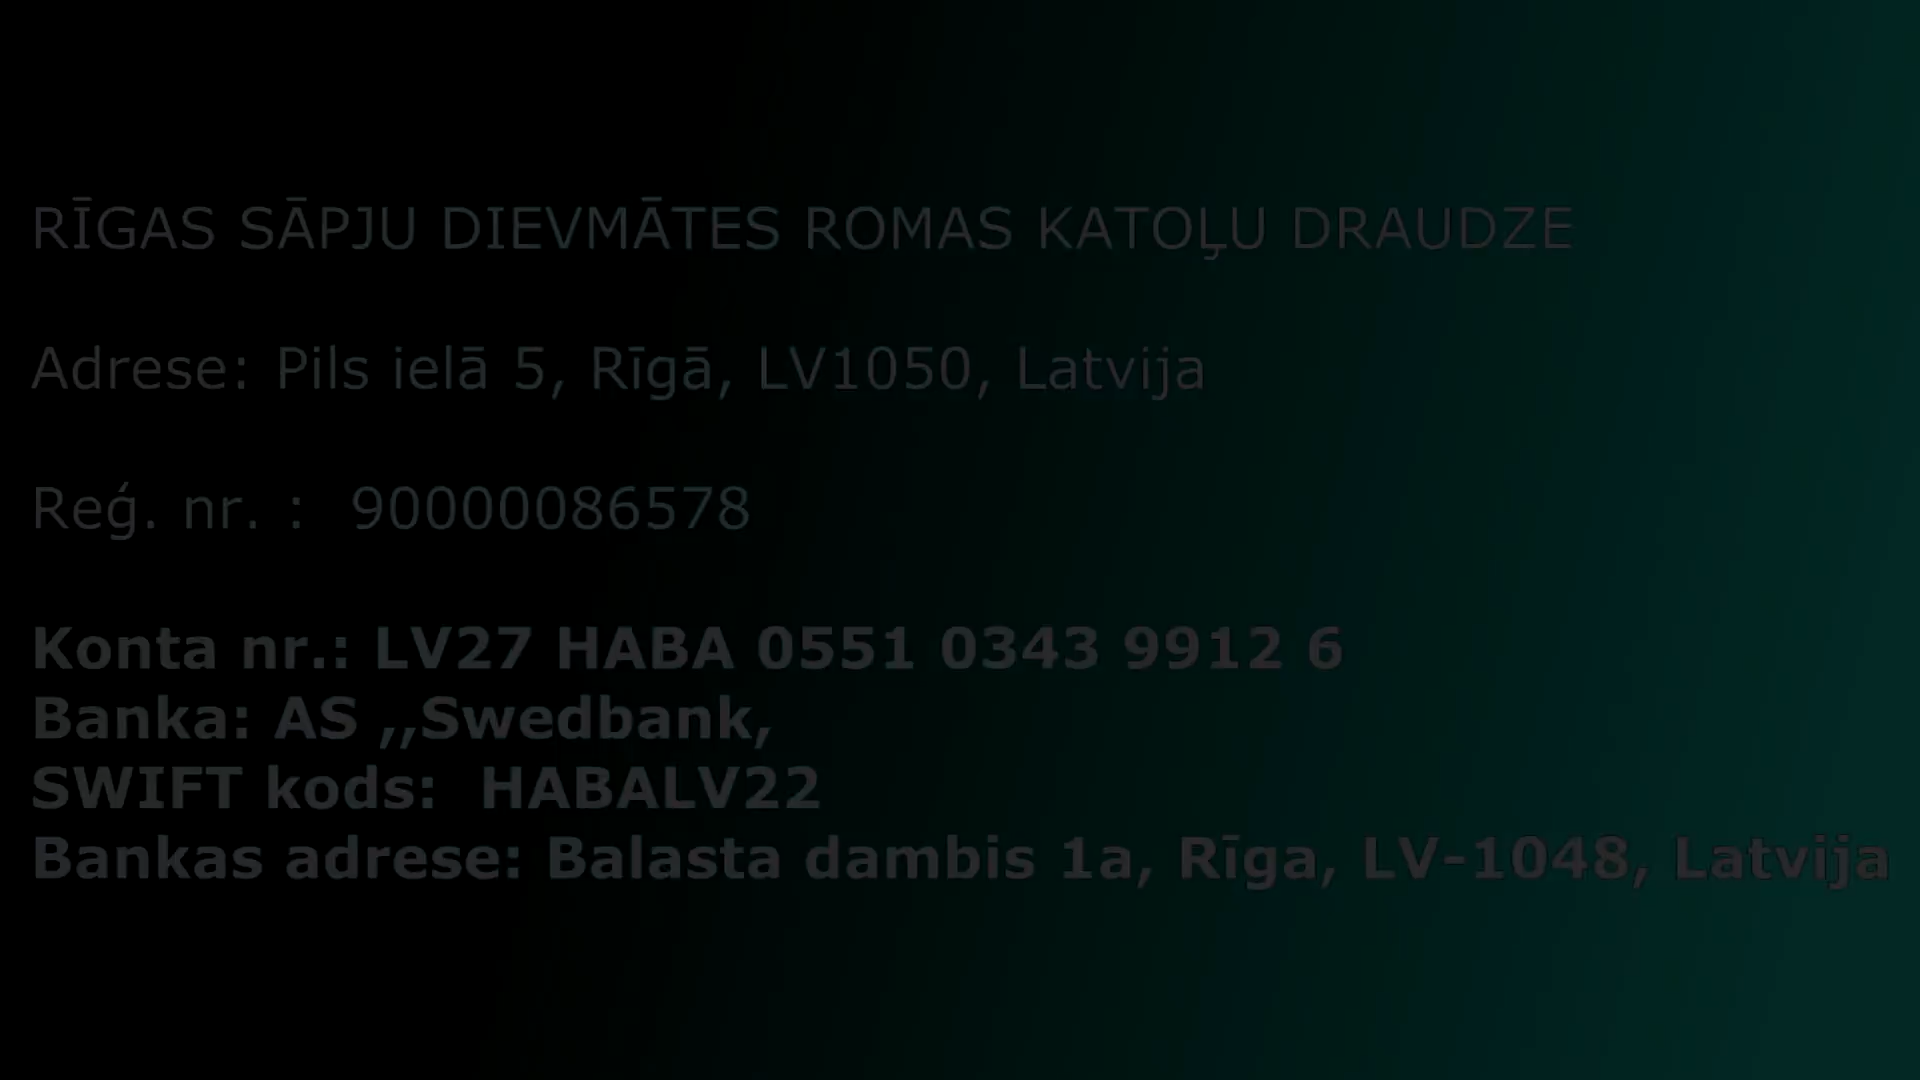 RĪGAS SĀPJU DIEVMĀTES ROMAS KATOĻU DRAUDZE
Adrese: Pils ielā 5, Rīgā, LV1050, Latvija
Reģ. nr. :  90000086578
Konta nr.: LV27 HABA 0551 0343 9912 6
Banka: AS ,,Swedbank,
SWIFT kods:  HABALV22
Bankas adrese: Balasta dambis 1a, Rīga, LV-1048, Latvija